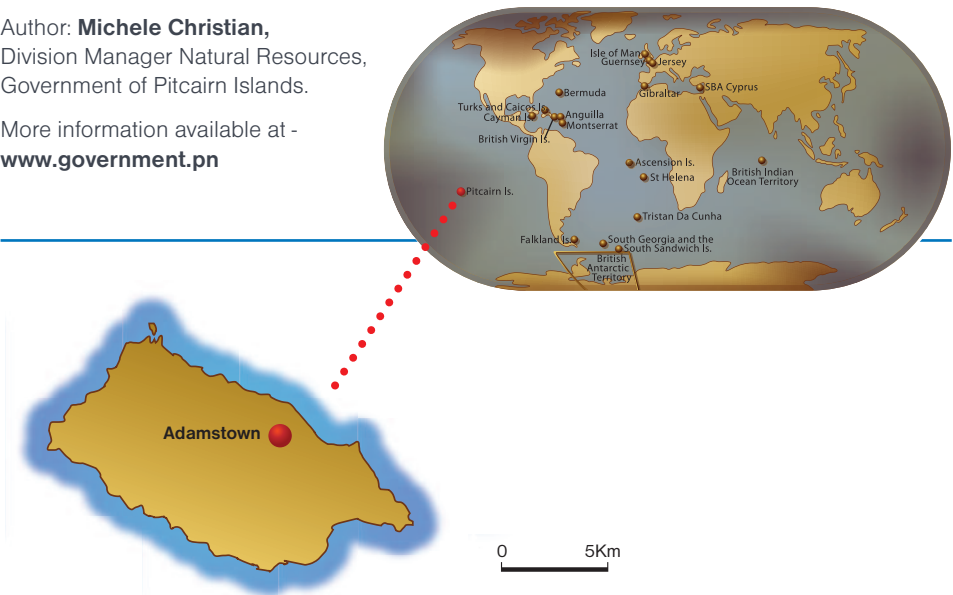 Author: Michele Christian,
Division Manager Natural Resources,
Government of Pitcairn Islands.
More information available at -
www.government.pn
Isle of Man
Guernsey
Jersey
Bermuda
Gibraltar
SBA Cyprus
Turks and Caicos Is.
Cayman Is.
Anguilla
Montserrat
British Virgin Is.
Ascension Is.
British Indian
Ocean Territory
St Helena
Pitcairn Is.
Tristan Da Cunha
Falkland Is.
South Georgia and the
South Sandwich Is.
British
Antarctic
Territory
Adamstown
0 5Km